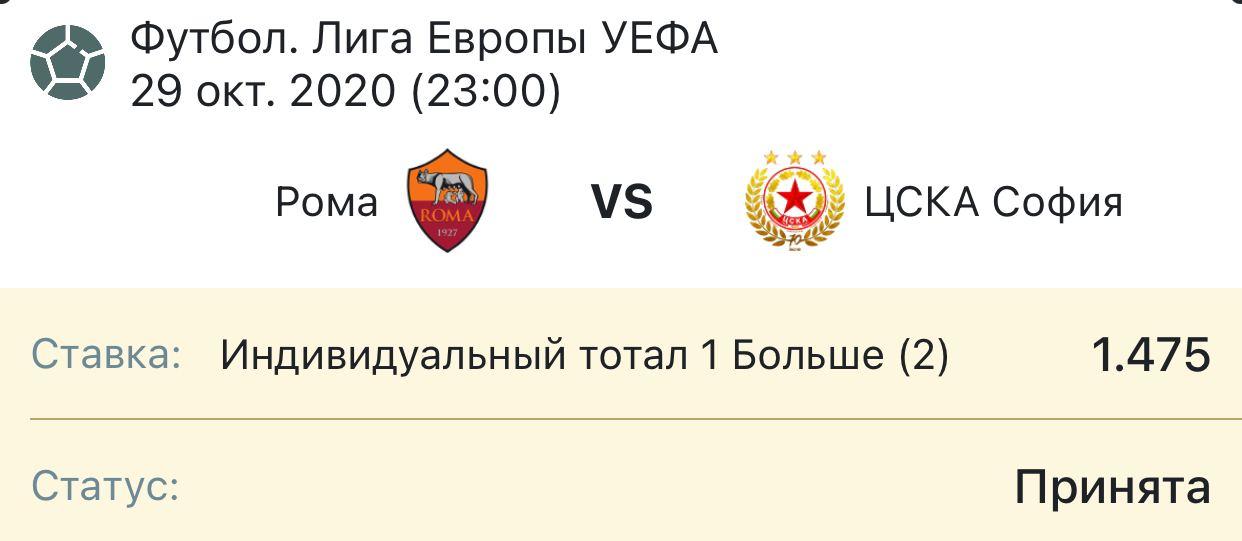 Футбол. Лига Европы УЕФА
29 окт. 2020 (23:00)
Рома ROMA 1927 VS ЦСКА ЦСКА София
Ставка: Индивидуальный тотал 1 Больше (2) 1.475
Статус: Принята